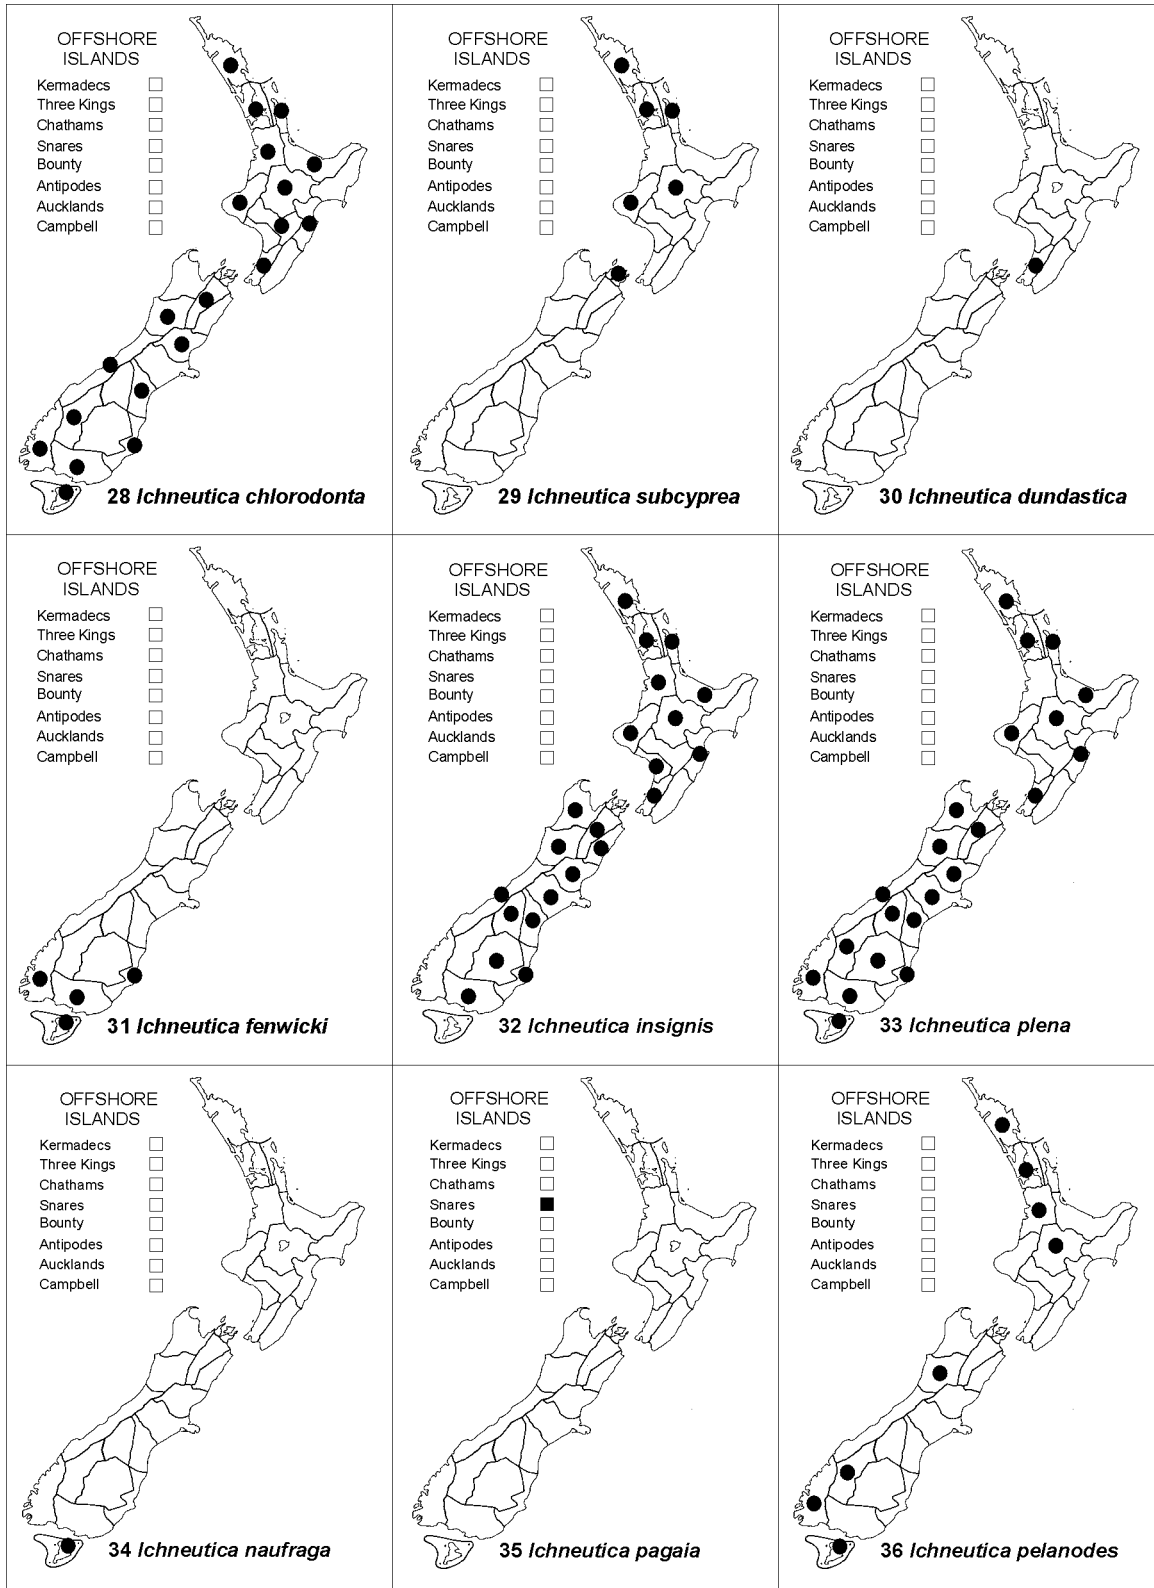 OFFSHORE
ISLANDS
Kermadecs
Three Kings
Chathams
Snares
Bounty
Antipodes
Aucklands
Campbell
28 Ichneutica chlorodonta
OFFSHORE
ISLANDS
Kermadecs
Three Kings
Chathams
Snares
Bounty
Antipodes
Aucklands
Campbell
29 Ichneutica subcyprea
OFFSHORE
ISLANDS
Kermadecs
Three Kings
Chathams
Snares
Bounty
Antipodes
Aucklands
Campbell
30 Ichneutica dundastica
OFFSHORE
ISLANDS
Kermadecs
Three Kings
Chathams
Snares
Bounty
Antipodes
Aucklands
Campbell
31 Ichneutica fenwicki
OFFSHORE
ISLANDS
Kermadecs
Three Kings
Chathams
Snares
Bounty
Antipodes
Aucklands
Campbell
32 Ichneutica insignis
OFFSHORE
ISLANDS
Kermadecs
Three Kings
Chathams
Snares
Bounty
Antipodes
Aucklands
Campbell
33 Ichneutica plena
OFFSHORE
ISLANDS
Kermadecs
Three Kings
Chathams
Snares
Bounty
Antipodes
Aucklands
Campbell
34 Ichneutica naufraga
OFFSHORE
ISLANDS
Kermadecs
Three Kings
Chathams
Snares
Bounty
Antipodes
Aucklands
Campbell
35 Ichneutica pagaia
OFFSHORE
ISLANDS
Kermadecs
Three Kings
Chathams
Snares
Bounty
Antipodes
Aucklands
Campbell
36 Ichneutica pelanodes